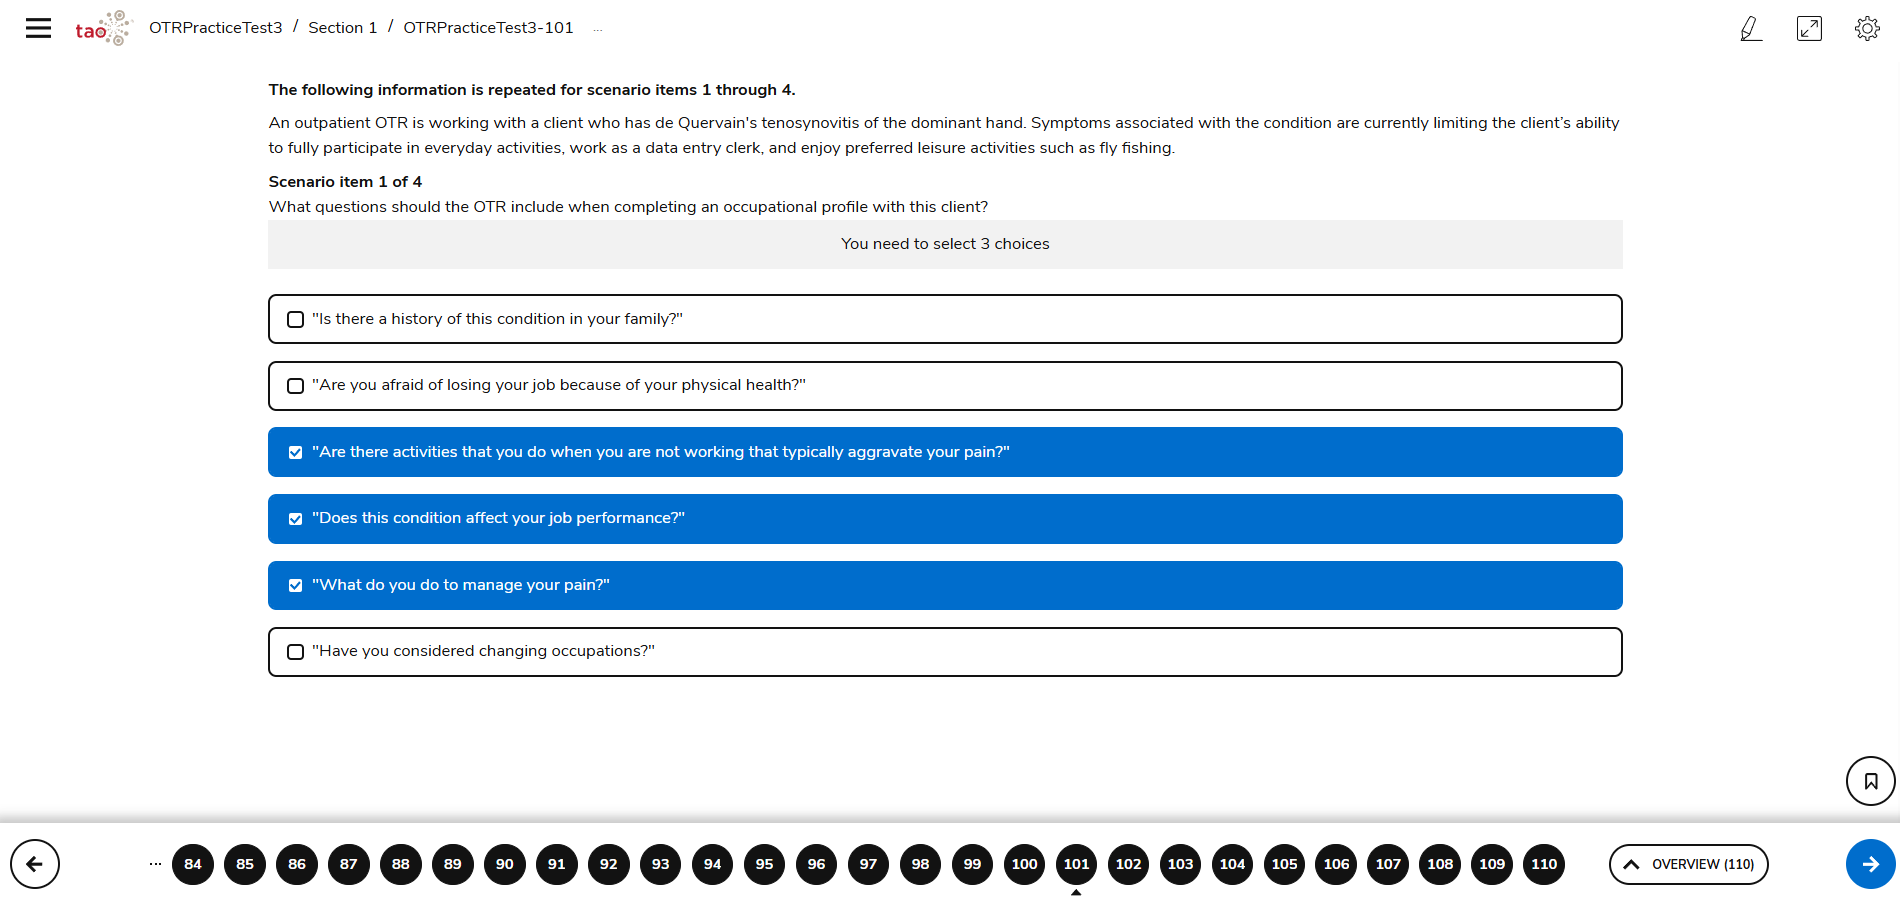 tao
OTRPracticeTest3 / Section 1 / OTRPracticeTest3-101 ...
The following information is repeated for scenario items 1 through 4.
An outpatient OTR is working with a client who has de Quervain's tenosynovitis of the dominant hand. Symptoms associated with the condition are currently limiting the client’s ability
to fully participate in everyday activities, work as a data entry clerk, and enjoy preferred leisure activities such as fly fishing.
Scenario item 1 of 4
What questions should the OTR include when completing an occupational profile with this client?
You need to select 3 choices
"Is there a history of this condition in your family?"
"Are you afraid of losing your job because of your physical health?"
"Are there activities that you do when you are not working that typically aggravate your pain?"
"Does this condition affect your job performance?"
"What do you do to manage your pain?"
"Have you considered changing occupations?"
... 84 85 86 87 88 89 90 91 92 93 94 95 96 97 98 99 100 101 102 103 104 105 106 107 108 109 110 OVERVIEW (110)